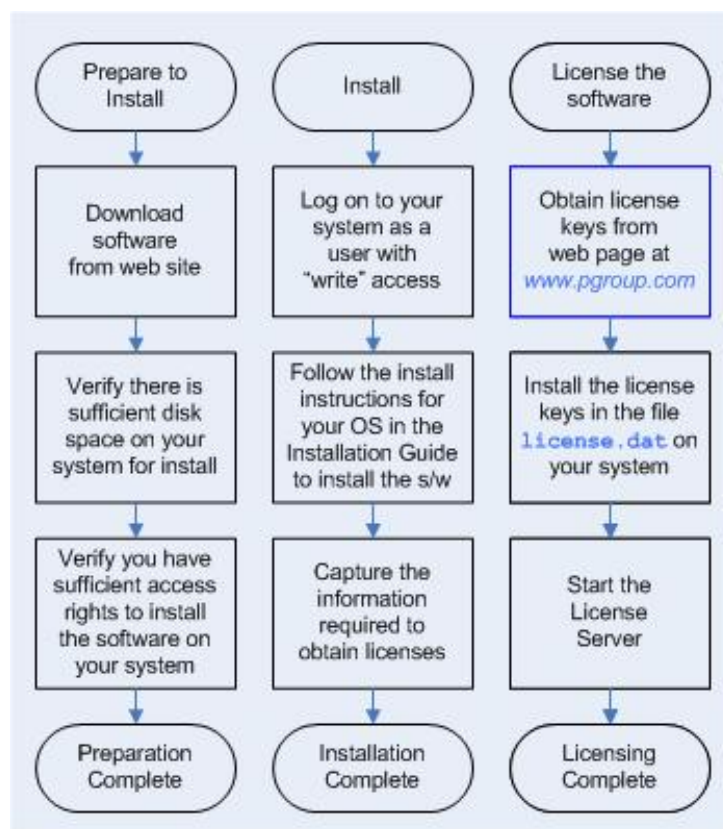 Prepare to
Install
Download
software
from web site
Verify there is
sufficient disk
space on your
system for install
Verify you have
sufficient access
rights to install
the software on
your system
Preparation
Complete
Install
Log on to your
system as a
user with
“write” access
Follow the install
instructions for
your OS in the
Installation Guide
to install the s/w
Capture the
information
required to
obtain licenses
Installation
Complete
License the
software
Obtain license
keys from
web page at
www.pgroup.com
Install the license
keys in the file
license.dat on
your system
Start the
License
Server
Licensing
Complete